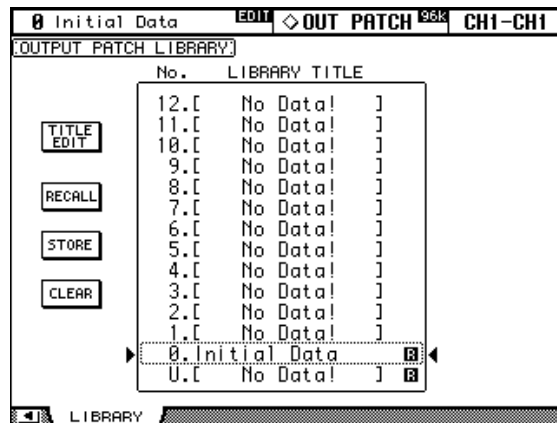 0 Initial Data EDIT ◇OUT PATCH 96k CH1-CH1
OUTPUT PATCH LIBRARY
No. LIBRARY TITLE
12.[ No Data! ]
11.[ No Data! ]
10.[ No Data! ]
9.[ No Data! ]
8.[ No Data! ]
7.[ No Data! ]
6.[ No Data! ]
5.[ No Data! ]
4.[ No Data! ]
3.[ No Data! ]
2.[ No Data! ]
1.[ No Data! ]
0.Initial Data R
U.[ No Data! ] R
TITLE
EDIT
RECALL
STORE
CLEAR
LIBRARY